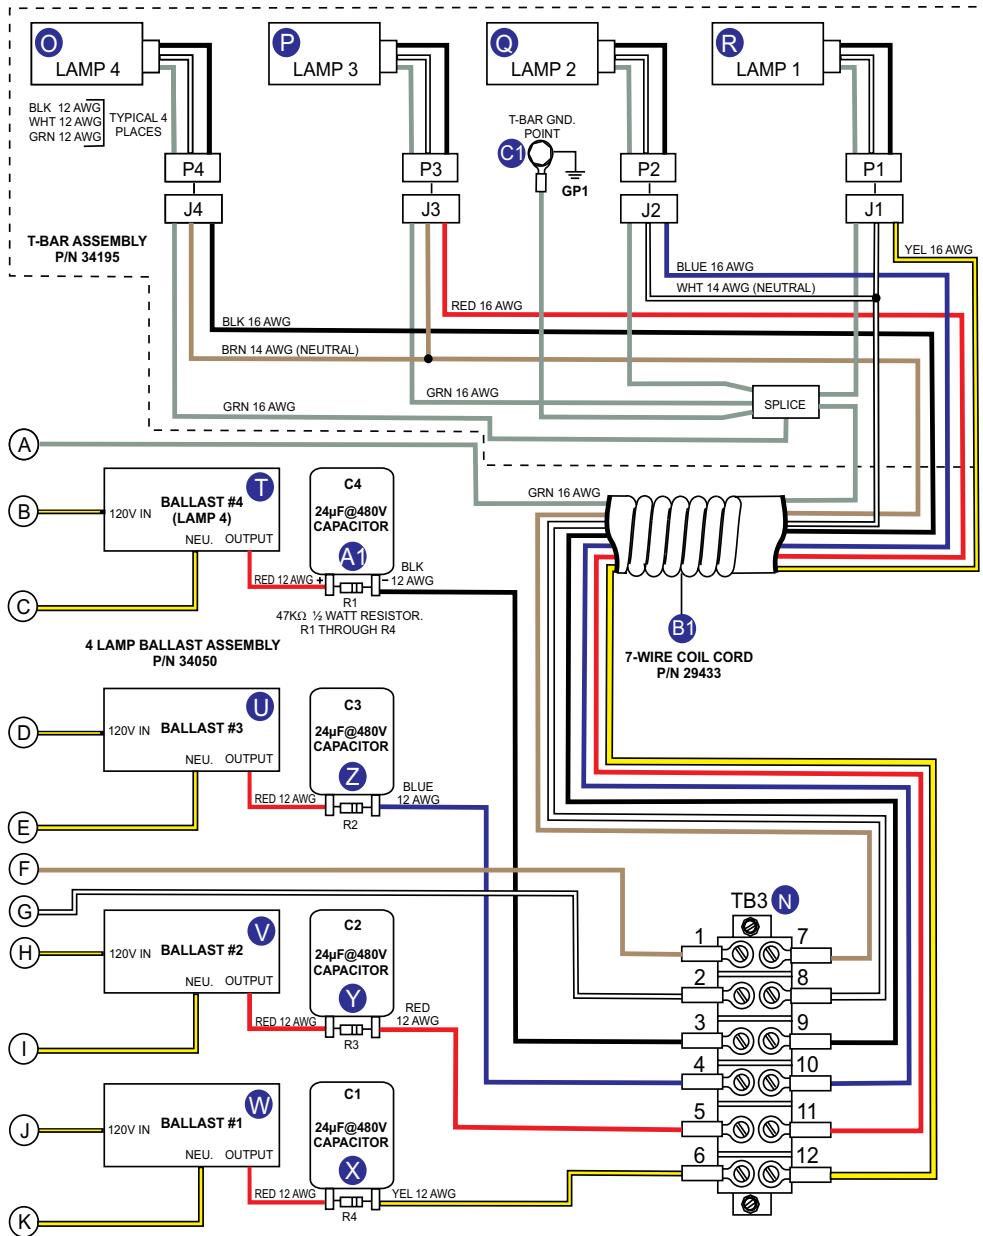 O
LAMP 4
P
LAMP 3
Q
LAMP 2
R
LAMP 1
BLK 12 AWG
WHT 12 AWG
GRN 12 AWG
TYPICAL 4
PLACES
T-BAR GND.
POINT
C1
GP1
P4
P3
P2
P1
J4
J3
J2
J1
T-BAR ASSEMBLY
P/N 34195
YEL 16 AWG
BLUE 16 AWG
WHT 14 AWG (NEUTRAL)
RED 16 AWG
BLK 16 AWG
BRN 14 AWG (NEUTRAL)
GRN 16 AWG
GRN 16 AWG
SPLICE
A
B
120V IN
BALLAST #4
(LAMP 4)
T
NEU.
OUTPUT
C4
24µF@480V
CAPACITOR
A1
GRN 16 AWG
RED 12 AWG
+
–
BLK
12 AWG
R1
47KΩ ½ WATT RESISTOR.
R1 THROUGH R4
C
B1
7-WIRE COIL CORD
P/N 29433
4 LAMP BALLAST ASSEMBLY
P/N 34050
D
120V IN
BALLAST #3
U
NEU.
OUTPUT
C3
24µF@480V
CAPACITOR
Z
RED 12 AWG
BLUE
12 AWG
R2
E
F
G
H
120V IN
BALLAST #2
V
NEU.
OUTPUT
C2
24µF@480V
CAPACITOR
Y
RED 12 AWG
RED
12 AWG
R3
I
J
120V IN
BALLAST #1
W
NEU.
OUTPUT
C1
24µF@480V
CAPACITOR
X
RED 12 AWG
YEL 12 AWG
R4
K
TB3
N
1
7
2
8
3
9
4
10
5
11
6
12